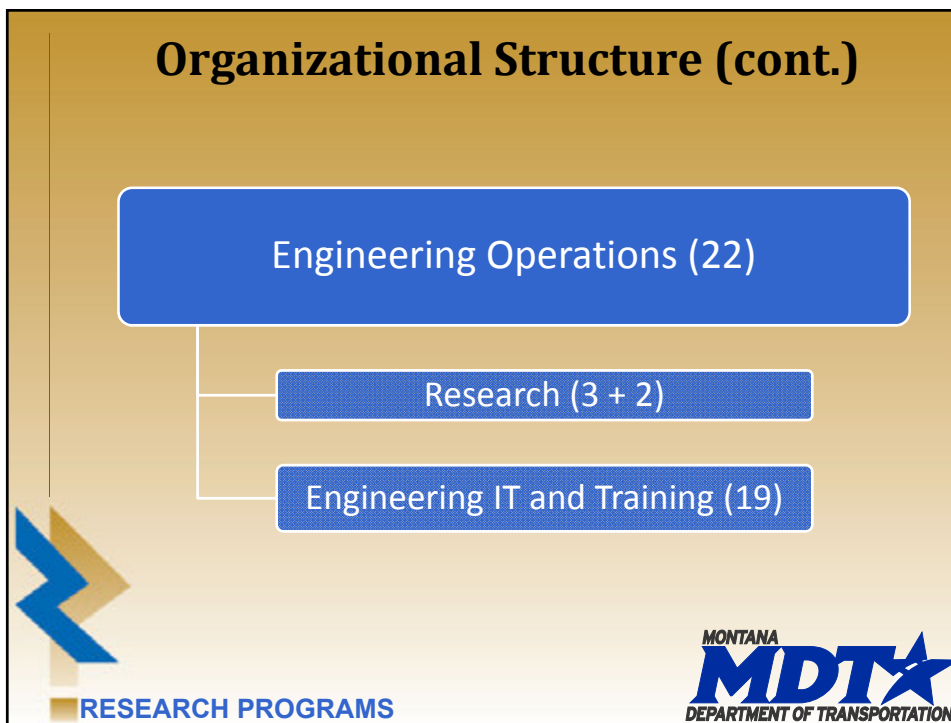 Organizational Structure (cont.)
Engineering Operations (22)
Research (3 + 2)
Engineering IT and Training (19)
RESEARCH PROGRAMS
MONTANA
MDT
DEPARTMENT OF TRANSPORTATION